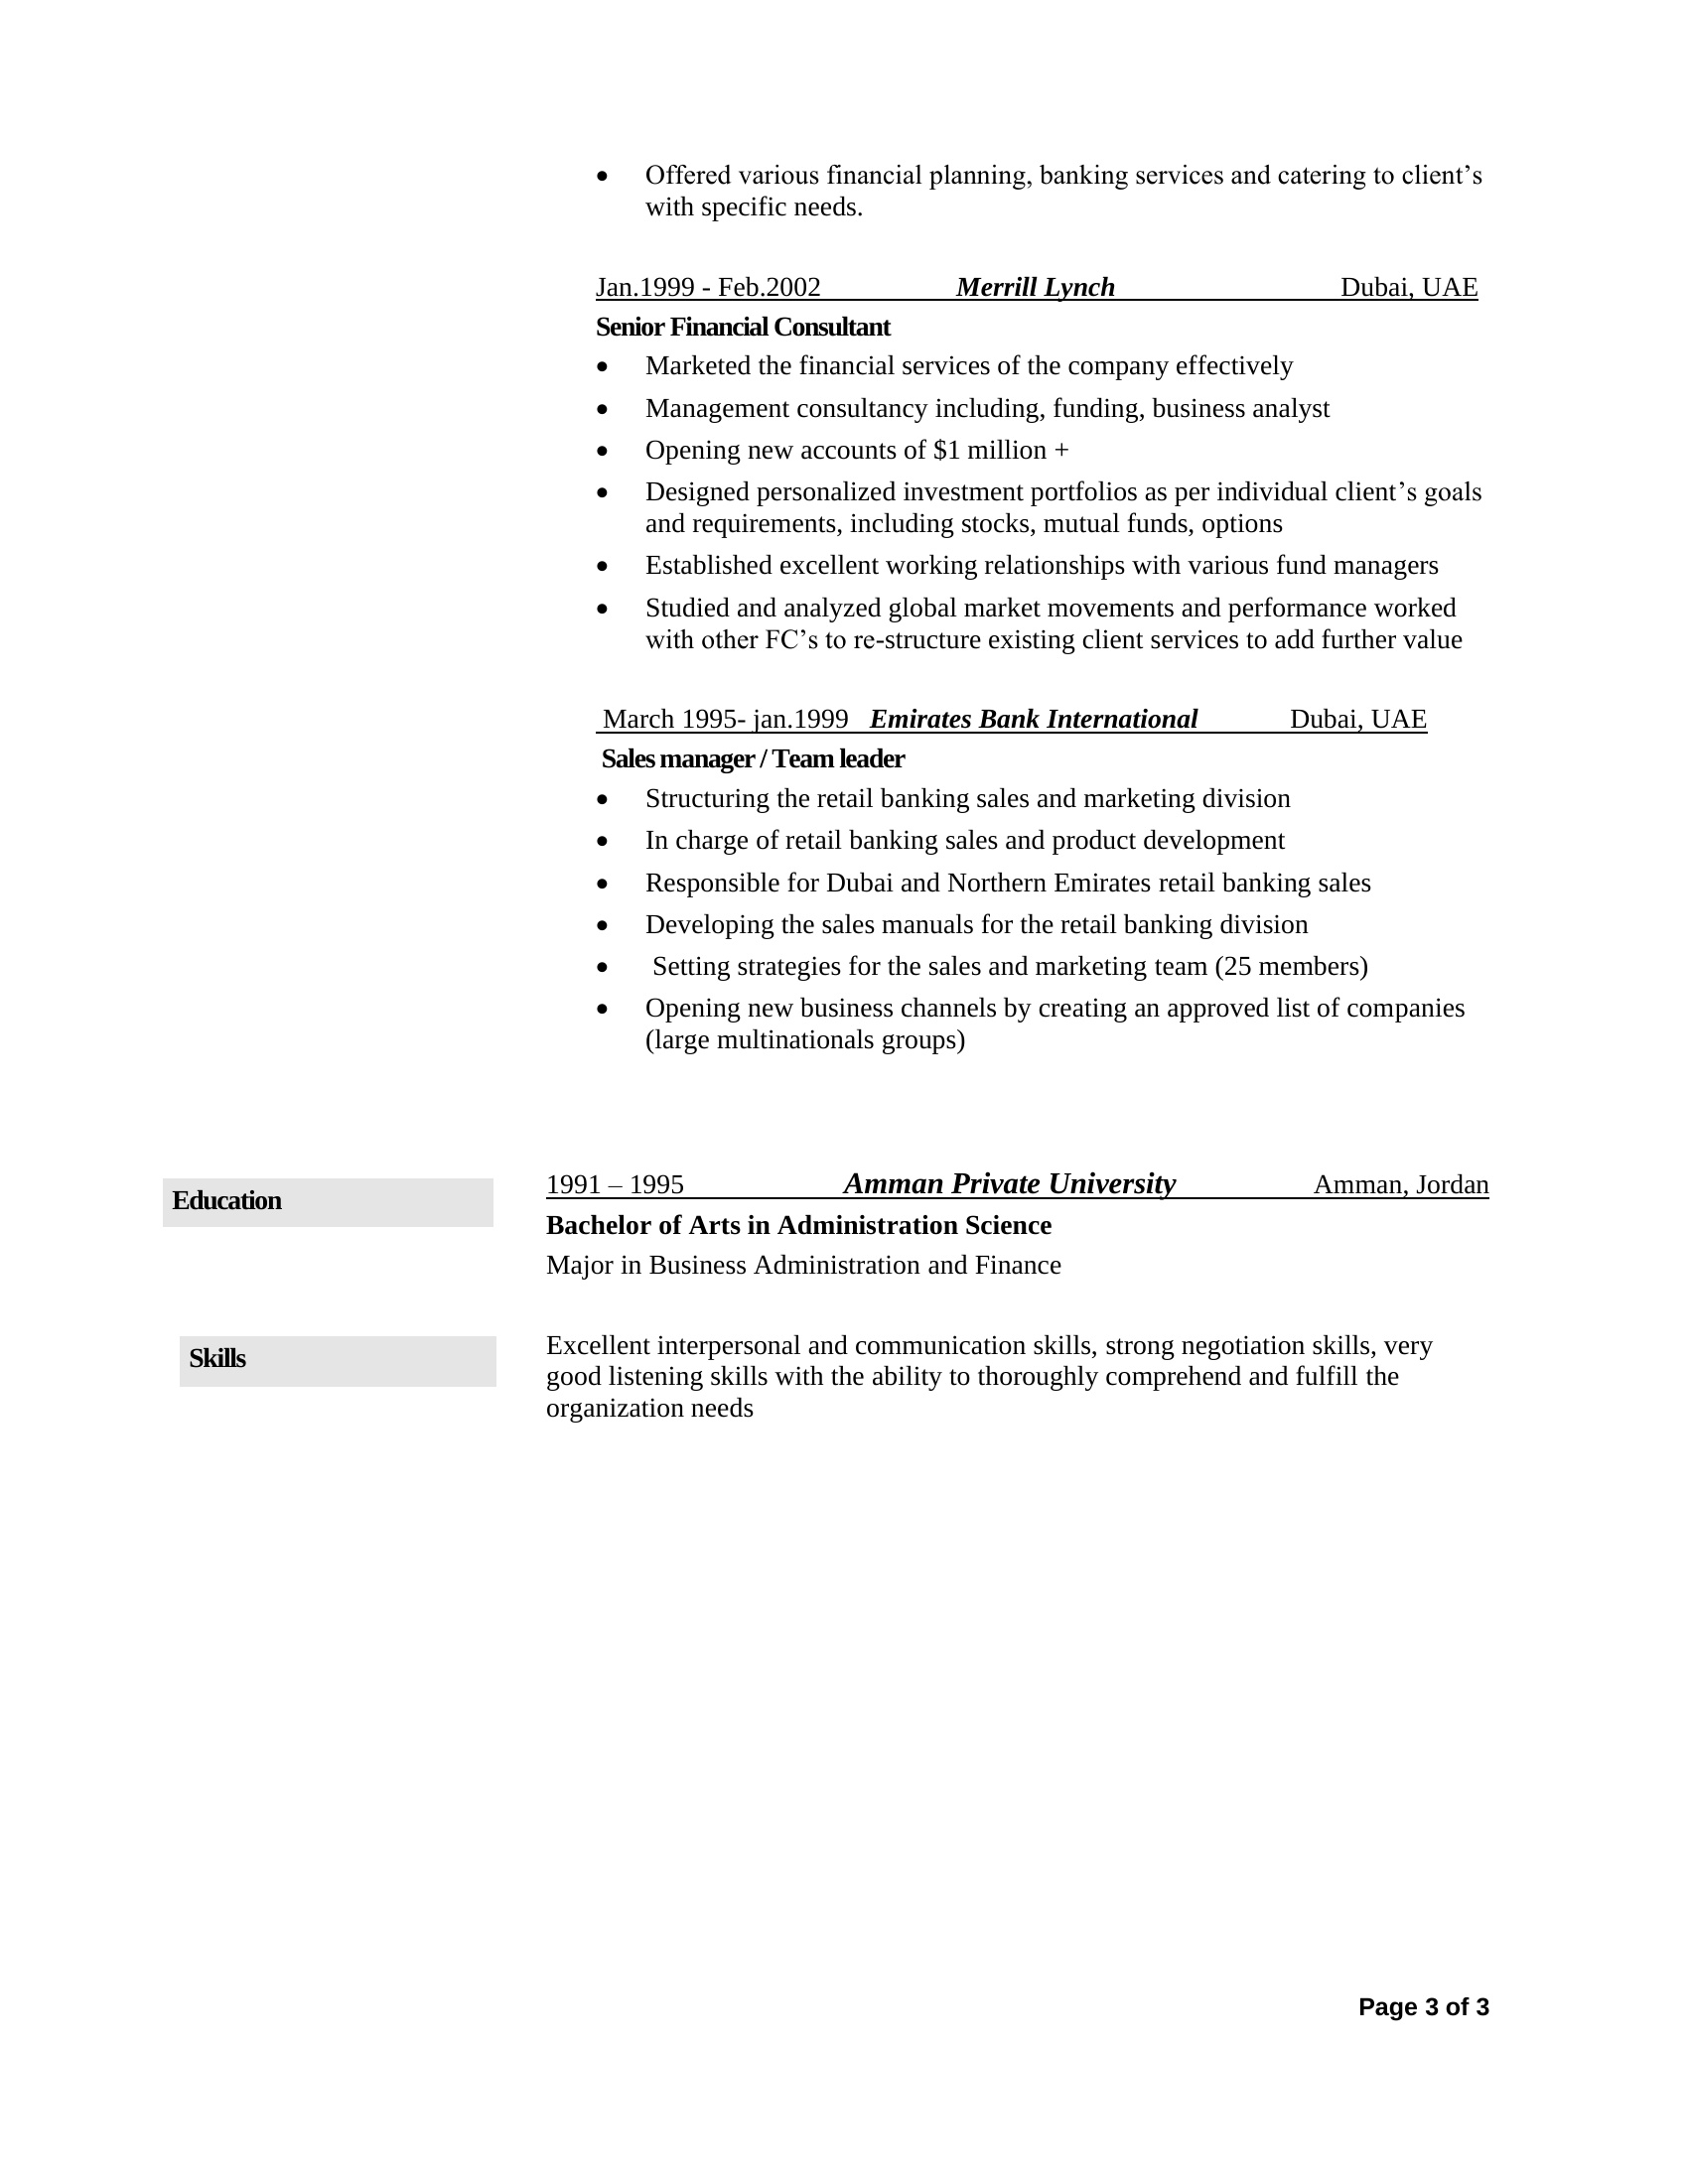 • Offered various financial planning, banking services and catering to client’s
with specific needs.
Jan.1999 - Feb.2002 Merrill Lynch Dubai, UAE
Senior Financial Consultant
• Marketed the financial services of the company effectively
• Management consultancy including, funding, business analyst
• Opening new accounts of $1 million +
• Designed personalized investment portfolios as per individual client’s goals
and requirements, including stocks, mutual funds, options
• Established excellent working relationships with various fund managers
• Studied and analyzed global market movements and performance worked
with other FC’s to re-structure existing client services to add further value
March 1995- jan.1999 Emirates Bank International Dubai, UAE
Sales manager / Team leader
• Structuring the retail banking sales and marketing division
• In charge of retail banking sales and product development
• Responsible for Dubai and Northern Emirates retail banking sales
• Developing the sales manuals for the retail banking division
• Setting strategies for the sales and marketing team (25 members)
• Opening new business channels by creating an approved list of companies
(large multinationals groups)
Education
1991 – 1995 Amman Private University Amman, Jordan
Bachelor of Arts in Administration Science
Major in Business Administration and Finance
Skills
Excellent interpersonal and communication skills, strong negotiation skills, very
good listening skills with the ability to thoroughly comprehend and fulfill the
organization needs
Page 3 of 3